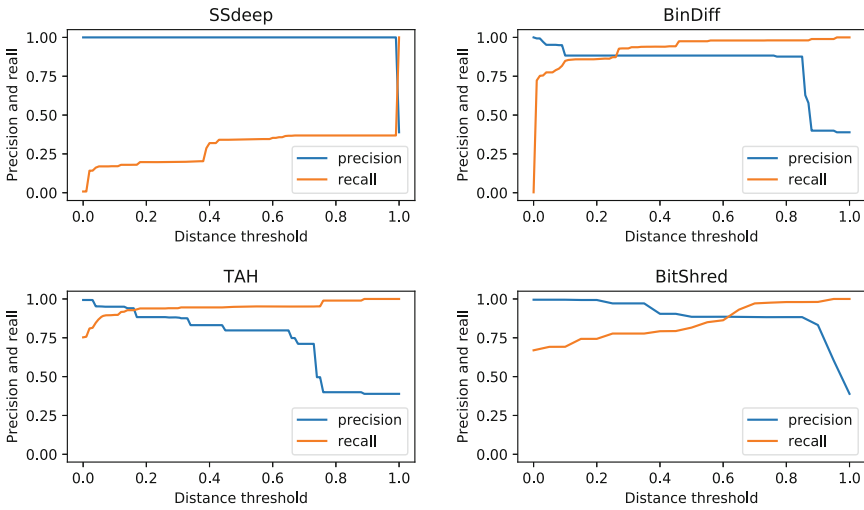 SSdeep
Precision and reall
1.00
0.75
0.50
0.25
0.00
precision
recall
0.0 0.2 0.4 0.6 0.8 1.0
Distance threshold
BinDiff
Precision and reall
1.00
0.75
0.50
0.25
0.00
precision
recall
0.0 0.2 0.4 0.6 0.8 1.0
Distance threshold
TAH
Precision and reall
1.00
0.75
0.50
0.25
0.00
precision
recall
0.0 0.2 0.4 0.6 0.8 1.0
Distance threshold
BitShred
Precision and reall
1.00
0.75
0.50
0.25
0.00
precision
recall
0.0 0.2 0.4 0.6 0.8 1.0
Distance threshold